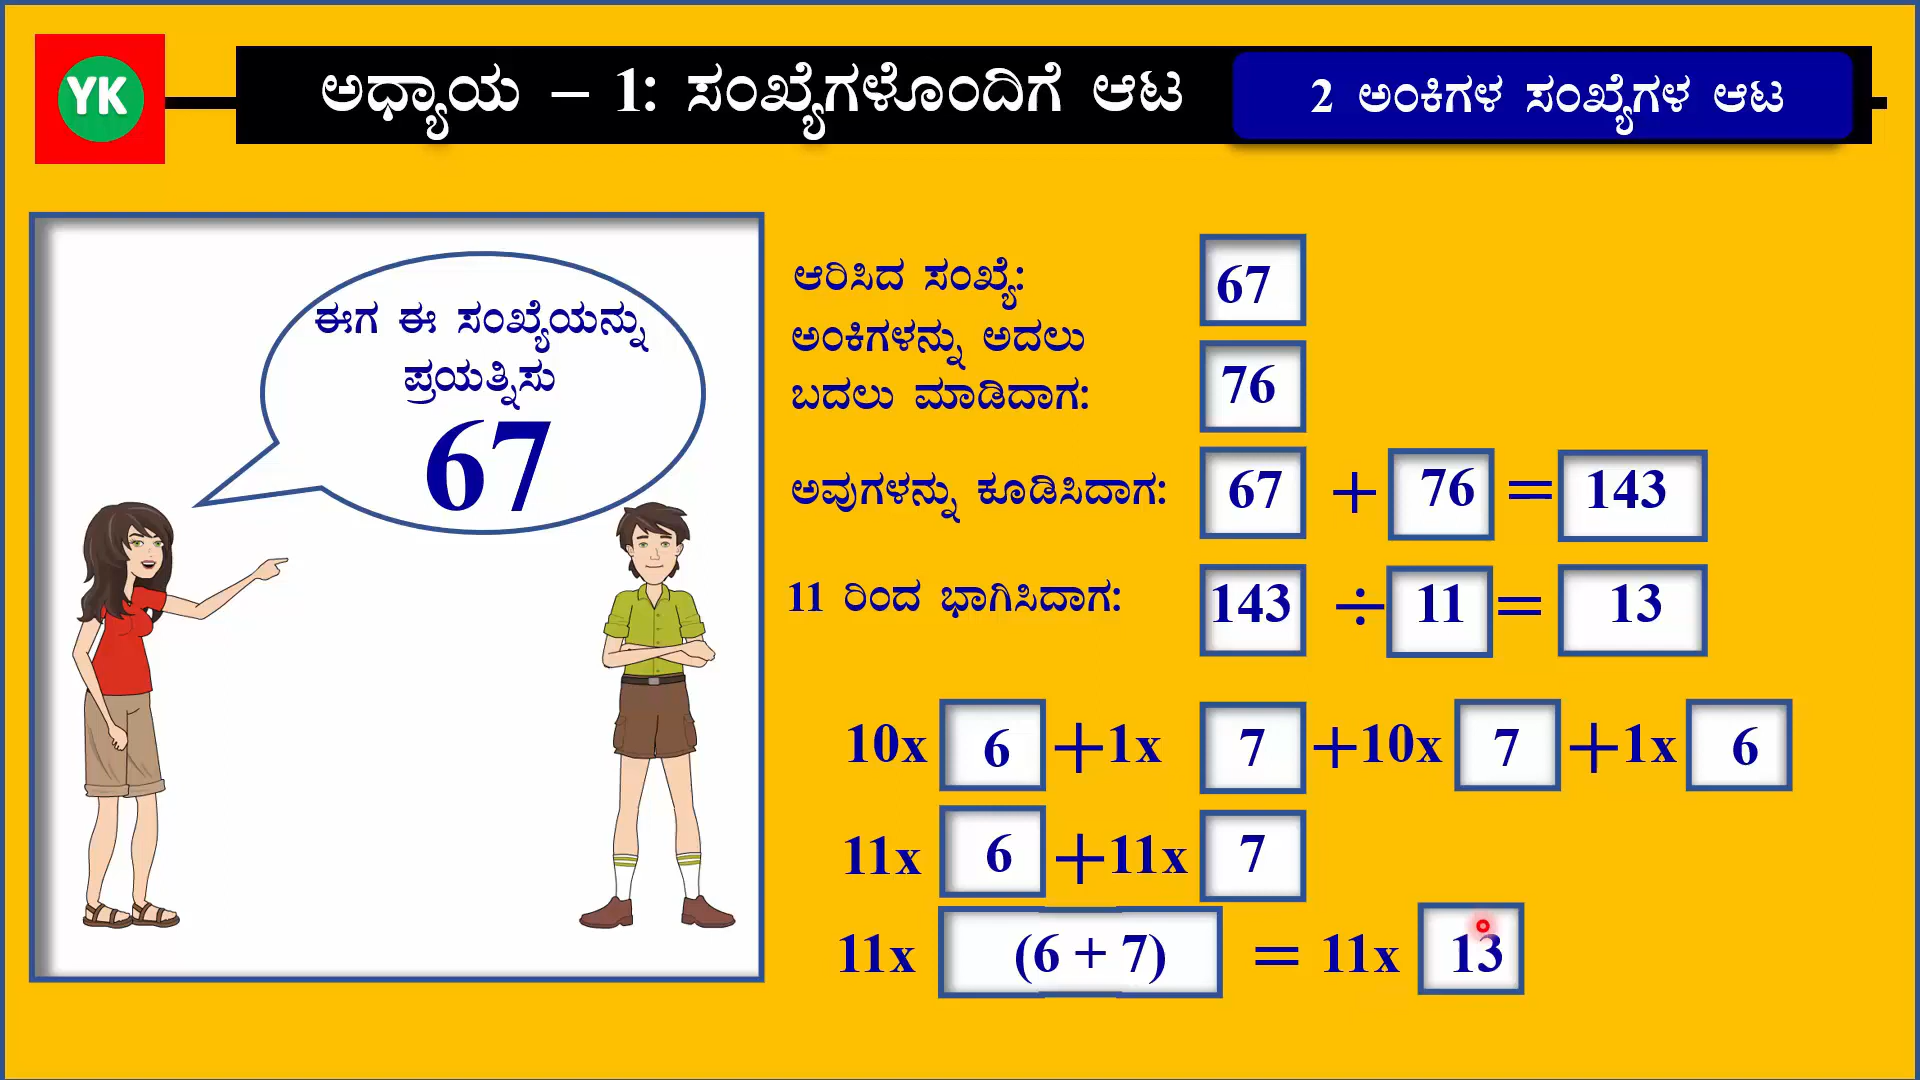 YK
ಅಧ್ಯಾಯ – 1: ಸಂಖ್ಯೆಗಳೊಂದಿಗೆ ಆಟ
2 ಅಂಕಿಗಳ ಸಂಖ್ಯೆಗಳ ಆಟ
ಈಗ ಈ ಸಂಖ್ಯೆಯನ್ನು
ಪ್ರಯತ್ನಿಸು
67
ಆರಿಸಿದ ಸಂಖ್ಯೆ: 67
ಅಂಕಿಗಳನ್ನು ಅದಲು
ಬದಲು ಮಾಡಿದಾಗ: 76
ಅವುಗಳನ್ನು ಕೂಡಿಸಿದಾಗ: 67 + 76 = 143
11 ರಿಂದ ಭಾಗಿಸಿದಾಗ: 143 ÷ 11 = 13
10x 6 +1x 7 +10x 7 +1x 6
11x 6 +11x 7
11x (6 + 7) = 11x 13